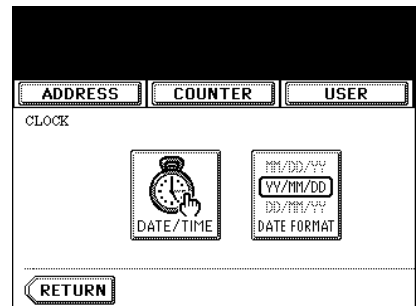 ADDRESS COUNTER USER
CLOCK
MM/DD/YY
YY/MM/DD
DD/MM/YY
DATE/TIME DATE FORMAT
RETURN